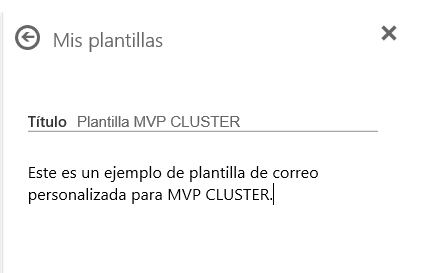 Mis plantillas
Título Plantilla MVP CLUSTER
Este es un ejemplo de plantilla de correo
personalizada para MVP CLUSTER.